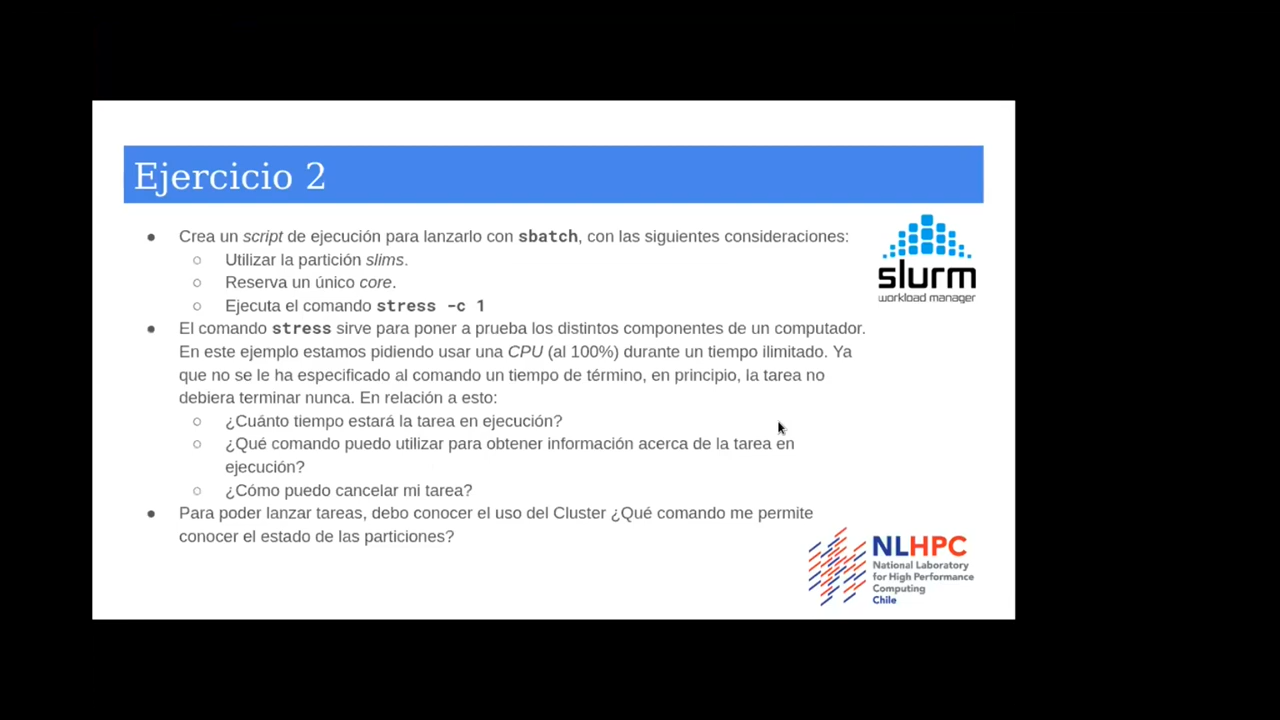 Ejercicio 2
● Crea un script de ejecución para lanzarlo con sbatch, con las siguientes consideraciones:
○ Utilizar la partición slims.
○ Reserva un único core.
○ Ejecuta el comando stress -c 1
● El comando stress sirve para poner a prueba los distintos componentes de un computador.
En este ejemplo estamos pidiendo usar una CPU (al 100%) durante un tiempo ilimitado. Ya
que no se le ha especificado al comando un tiempo de término, en principio, la tarea no
debiera terminar nunca. En relación a esto:
○ ¿Cuánto tiempo estará la tarea en ejecución?
○ ¿Qué comando puedo utilizar para obtener información acerca de la tarea en
ejecución?
○ ¿Cómo puedo cancelar mi tarea?
● Para poder lanzar tareas, debo conocer el uso del Cluster ¿Qué comando me permite
conocer el estado de las particiones?
slurm
workload manager
NLHPC
National Laboratory
for High Performance
Computing
Chile